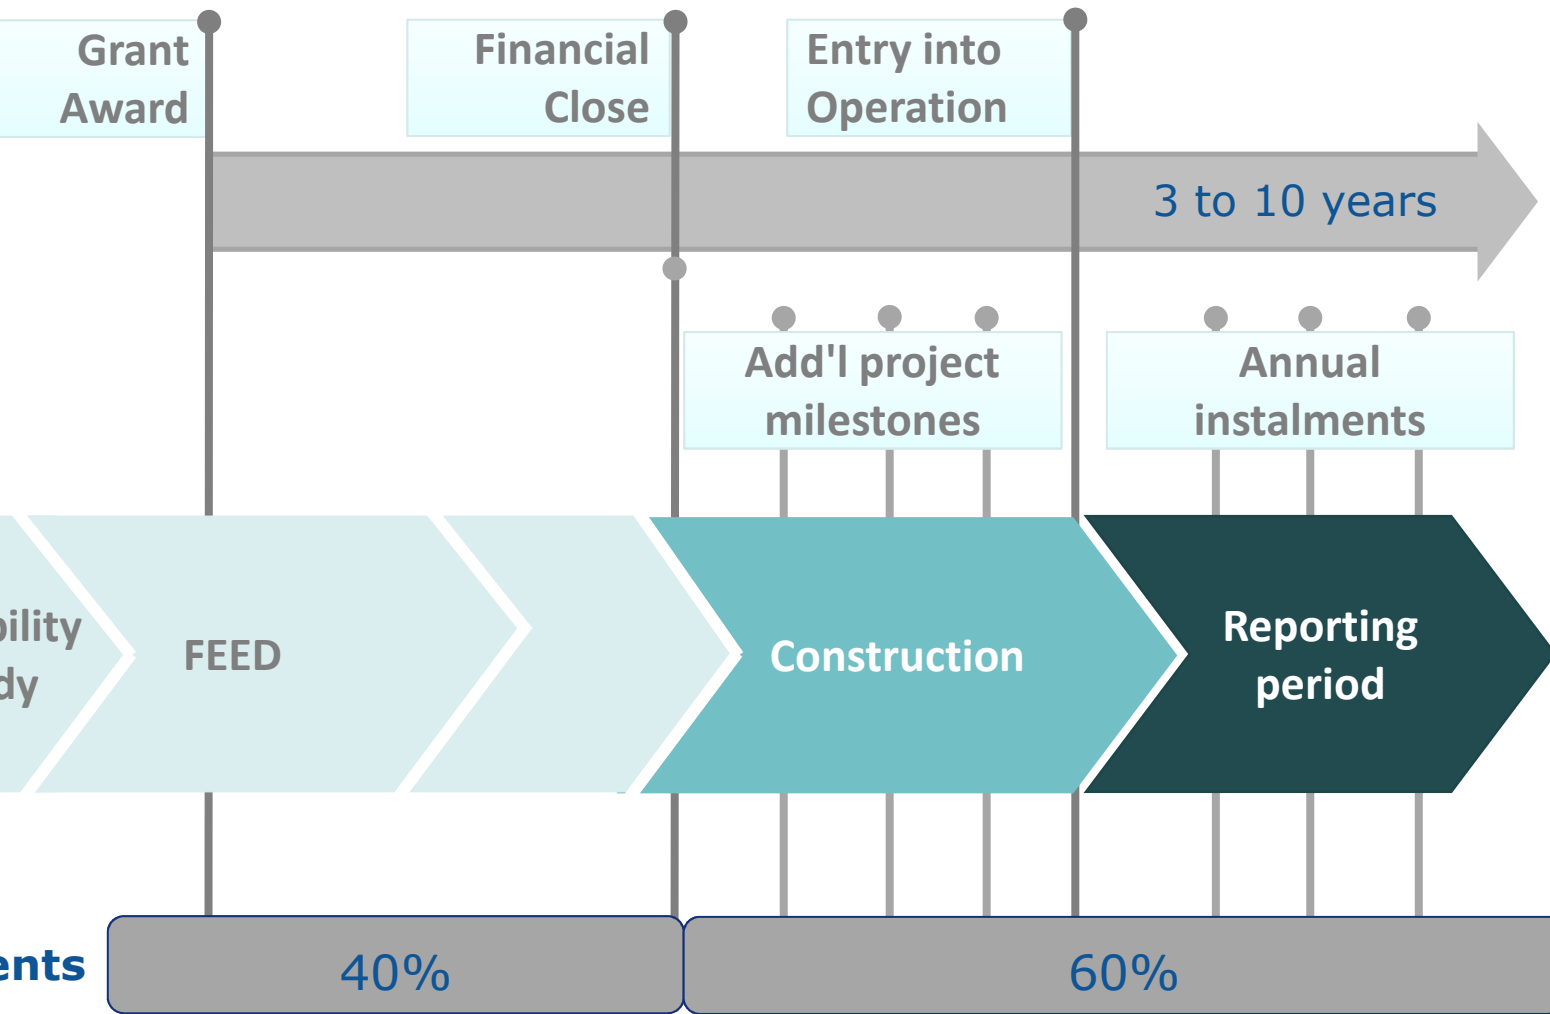 Grant
Award
Financial
Close
Entry into
Operation
3 to 10 years
Add'l project
milestones
Annual
instalments
FEED
Construction
Reporting
period
40%
60%